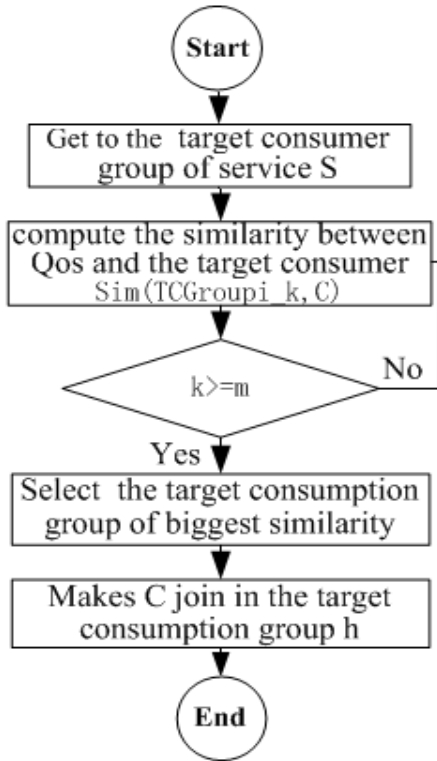 Start
Get to the target consumer
group of service S
compute the similarity between
Qos and the target consumer
Sim(TCGroupi_k,C)
k>=m
No
Yes
Select the target consumption
group of biggest similarity
Makes C join in the target
consumption group h
End